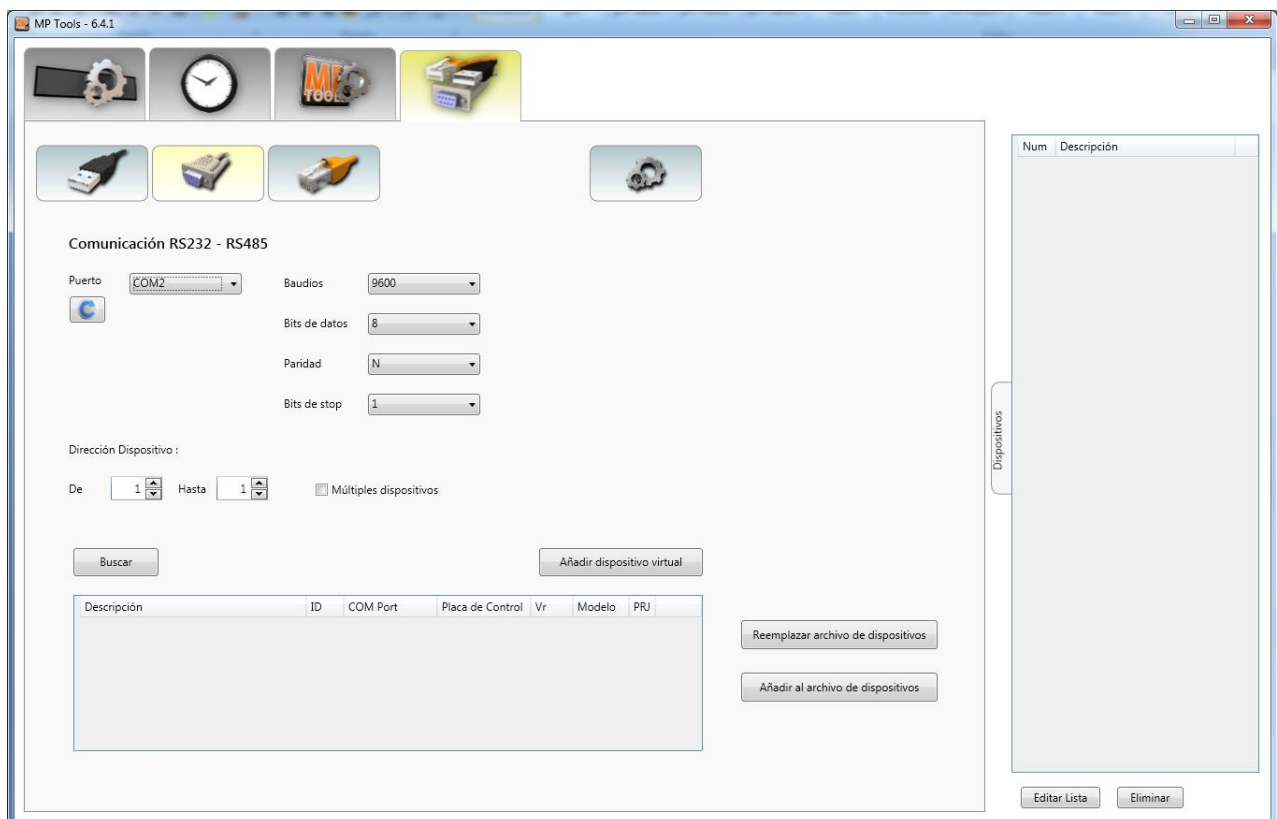 MP Tools - 6.4.1
MP
TOOLS
Num Descripción
Comunicación RS232 - RS485
Puerto COM2 Baudios 9600
Bits de datos 8
Paridad N
Bits de stop 1
Dispositivos
Dirección Dispositivo :
De 1 Hasta 1 Múltiples dispositivos
Buscar Añadir dispositivo virtual
Descripción ID COM Port Placa de Control Vr Modelo PRJ
Reemplazar archivo de dispositivos
Añadir al archivo de dispositivos
Editar Lista Eliminar